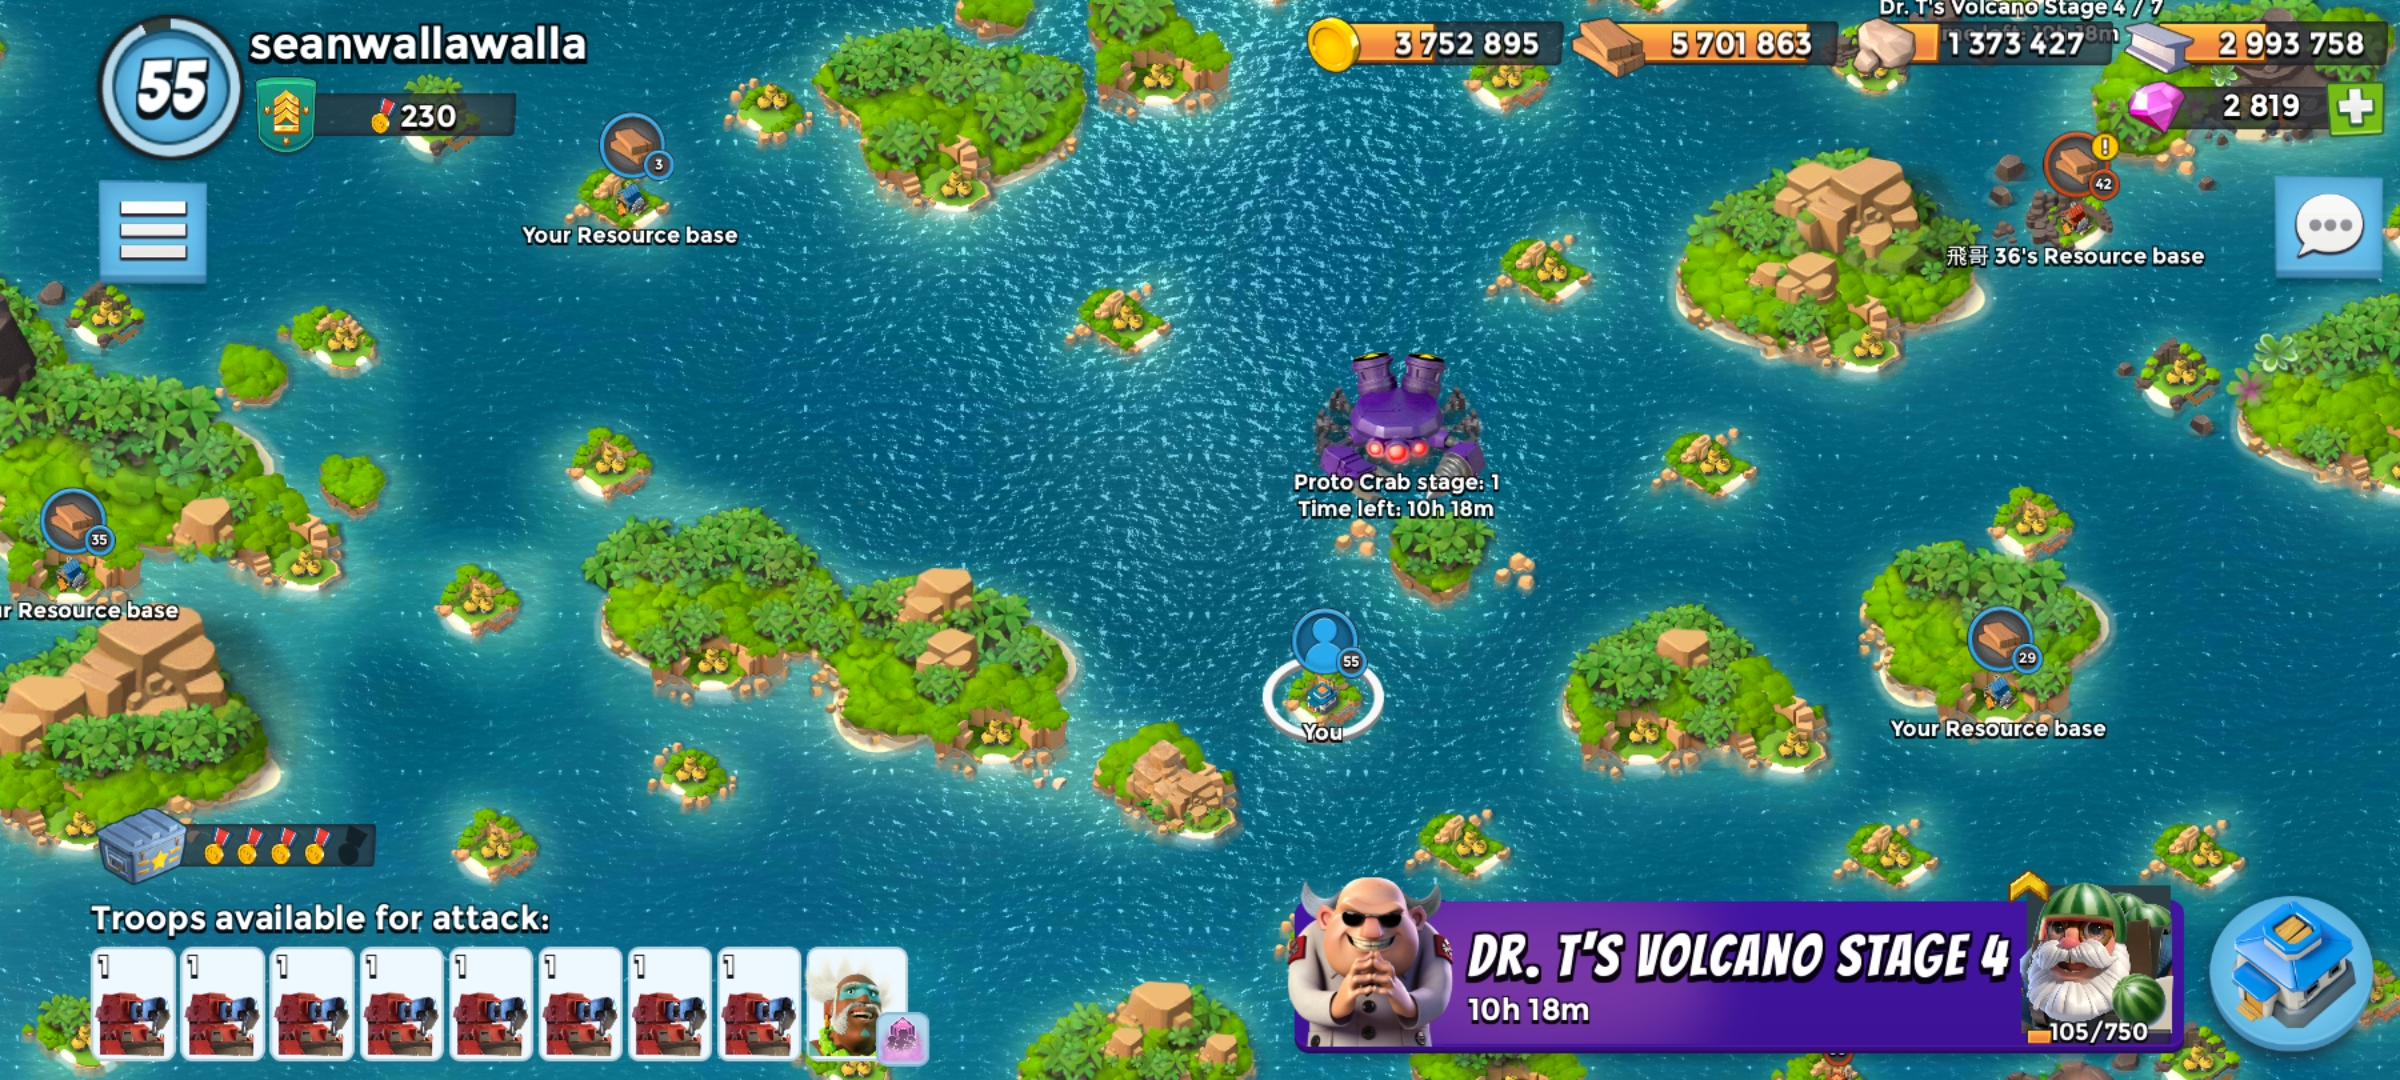 55
seanwallawalla
230
3 752 895
5 701 863
1 373 427
2 993 758
Dr. T's Volcano Stage 4 / 7
2 819
3
Your Resource base
42
飛哥 36's Resource base
Proto Crab stage: 1
Time left: 10h 18m
35
r Resource base
55
You
29
Your Resource base
Troops available for attack:
1
1
1
1
1
1
1
1
DR. T'S VOLCANO STAGE 4
10h 18m
105/750